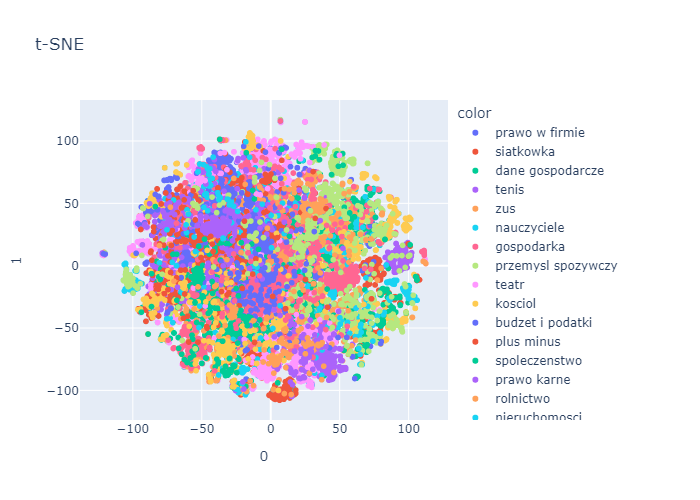 t-SNE
color
prawo w firmie
siatkowka
dane gospodarcze
tenis
zus
nauczyciele
gospodarka
przemysl spozywczy
teatr
kosciol
budzet i podatki
plus minus
spoleczenstwo
prawo karne
rolnictwo
nieruchomosci
100
50
0
−50
−100
1
−100
−50
0
50
100
0